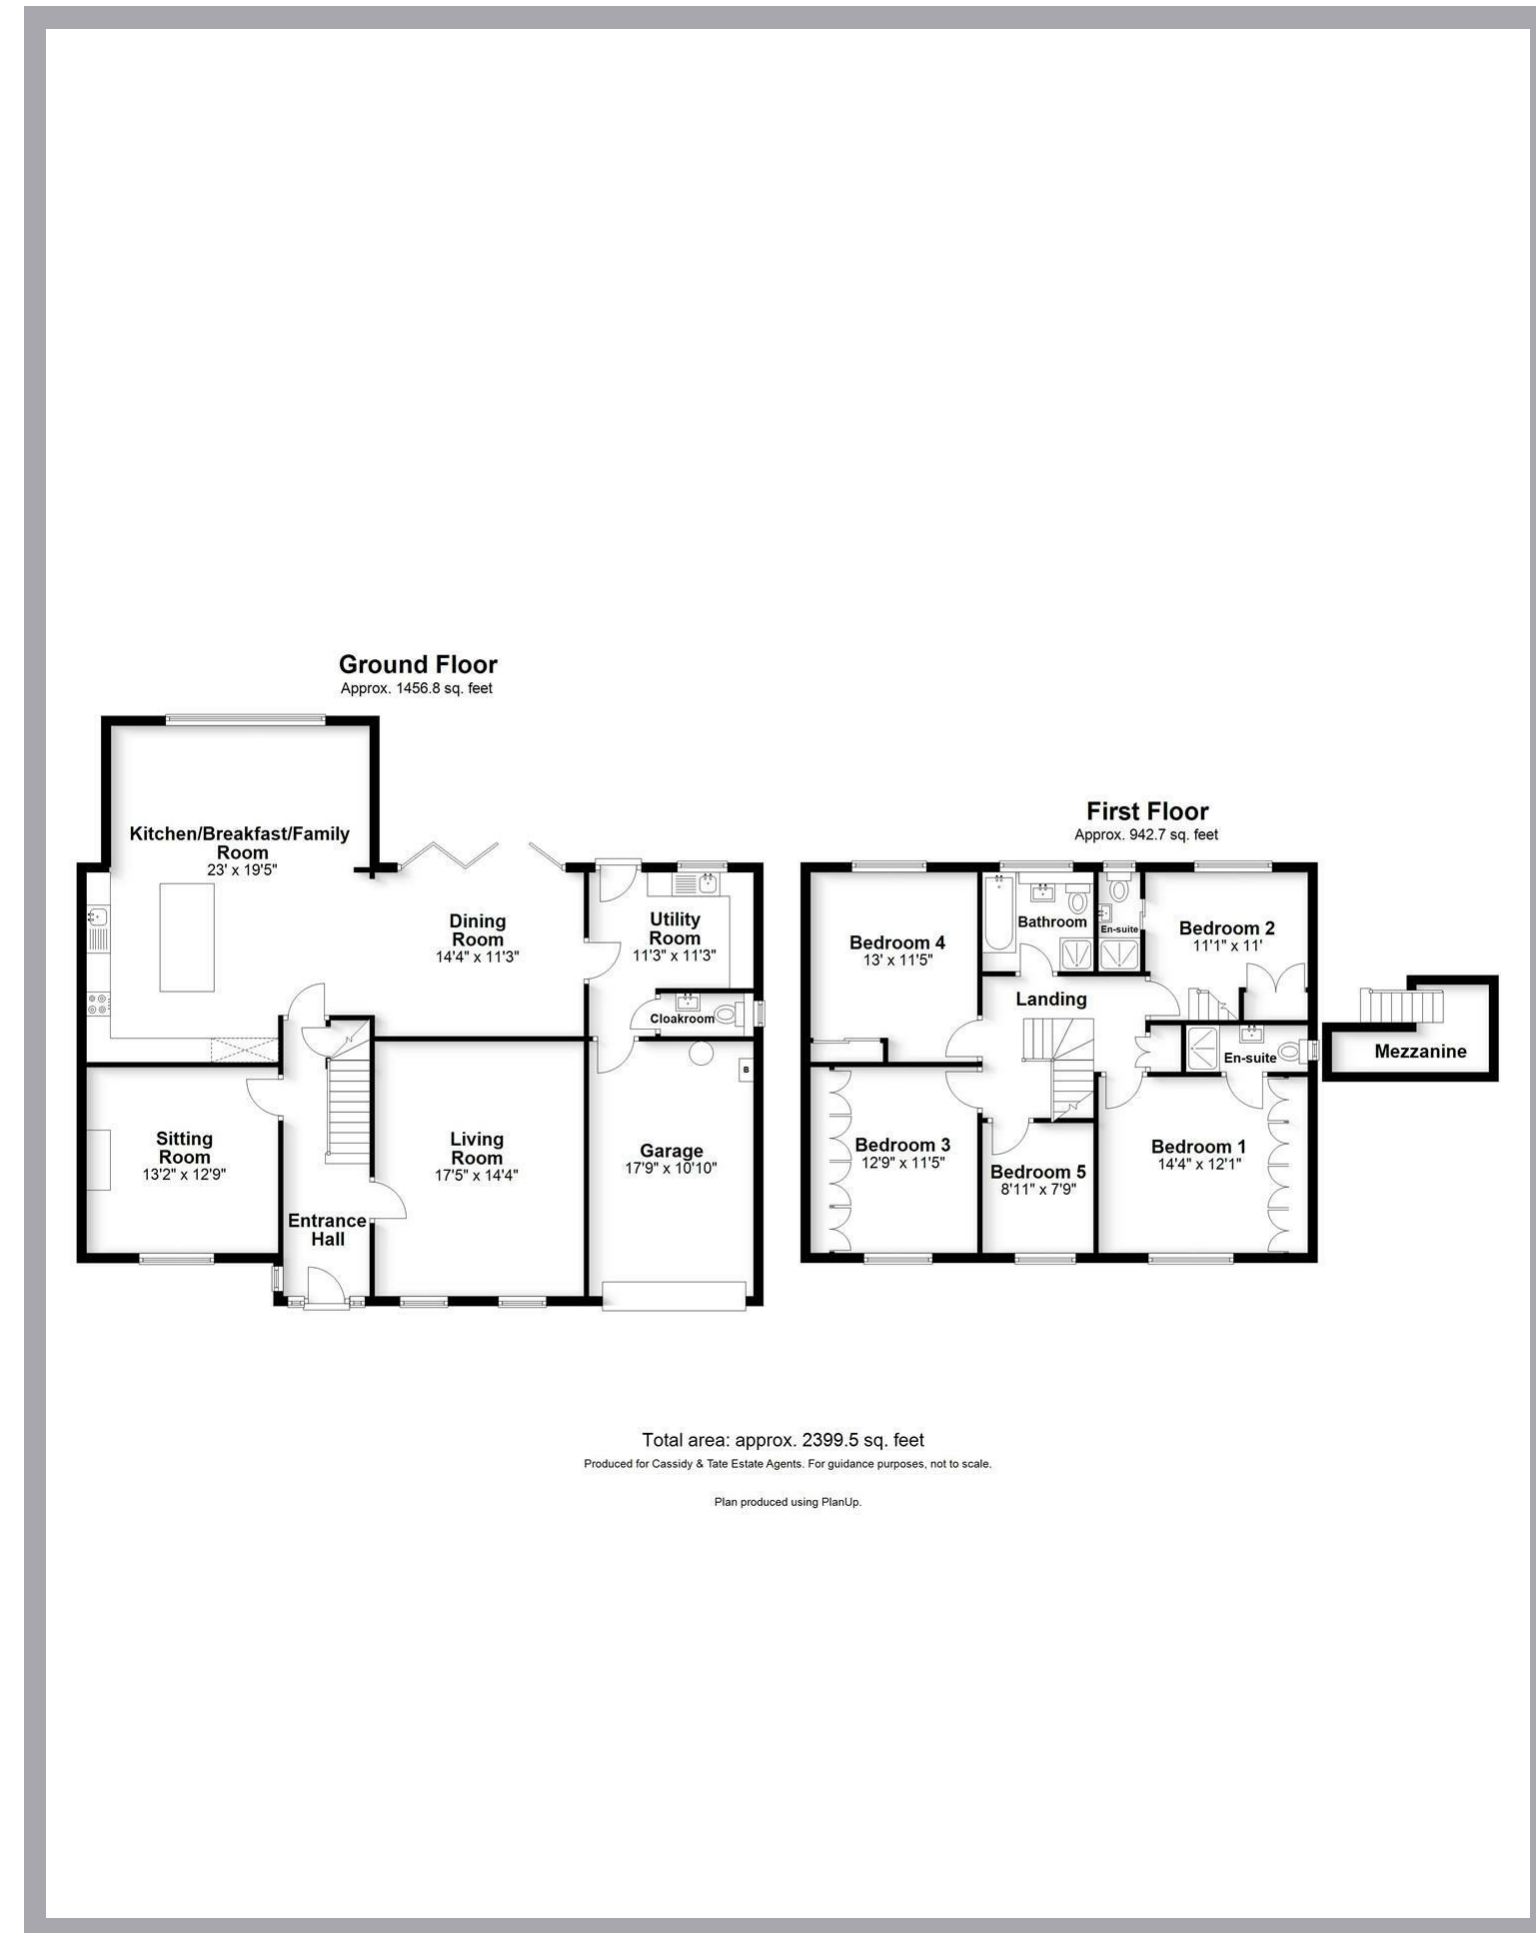 Ground Floor
Approx. 1456.8 sq. feet
Kitchen/Breakfast/Family
Room
23' x 19'5"
Dining
Room
14'4" x 11'3"
Utility
Room
11'3" x 11'3"
Cloakroom
Sitting
Room
13'2" x 12'9"
Entrance
Hall
Living
Room
17'5" x 14'4"
Garage
17'9" x 10'10"
B
First Floor
Approx. 942.7 sq. feet
Bedroom 4
13' x 11'5"
Bathroom
En-suite
Bedroom 2
11'1" x 11'
Landing
En-suite
Mezzanine
Bedroom 3
12'9" x 11'5"
Bedroom 5
8'11" x 7'9"
Bedroom 1
14'4" x 12'1"
Total area: approx. 2399.5 sq. feet
Produced for Cassidy & Tate Estate Agents. For guidance purposes, not to scale.
Plan produced using PlanUp.